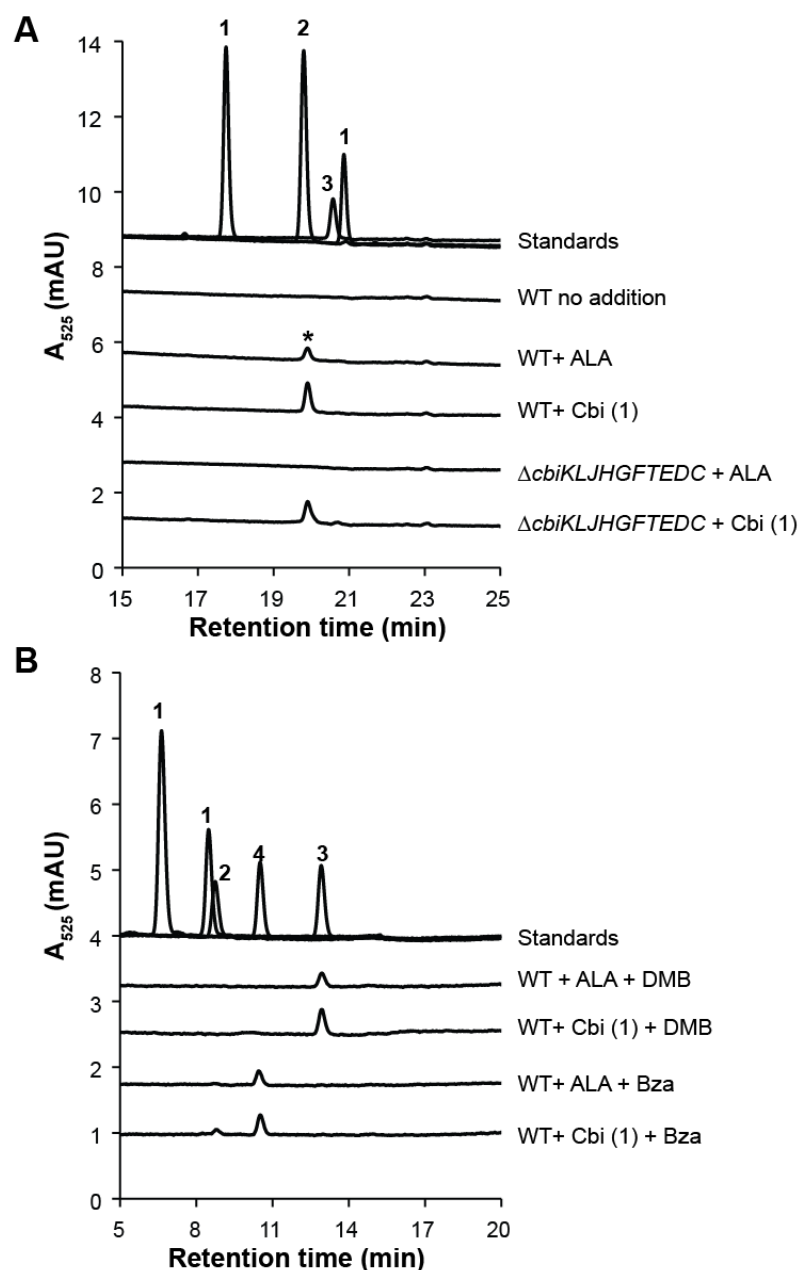 A
14
12
10
8
6
4
2
0
A525 (mAU)
1
2
3
1
*
Standards
WT no addition
WT+ ALA
WT+ Cbi (1)
ΔcbiKLJHGFTEDC + ALA
ΔcbiKLJHGFTEDC + Cbi (1)
15 17 19 21 23 25
Retention time (min)
B
8
7
6
5
4
3
2
1
0
A525 (mAU)
1
1
2
4
3
Standards
WT + ALA + DMB
WT+ Cbi (1) + DMB
WT+ ALA + Bza
WT+ Cbi (1) + Bza
5 8 11 14 17 20
Retention time (min)